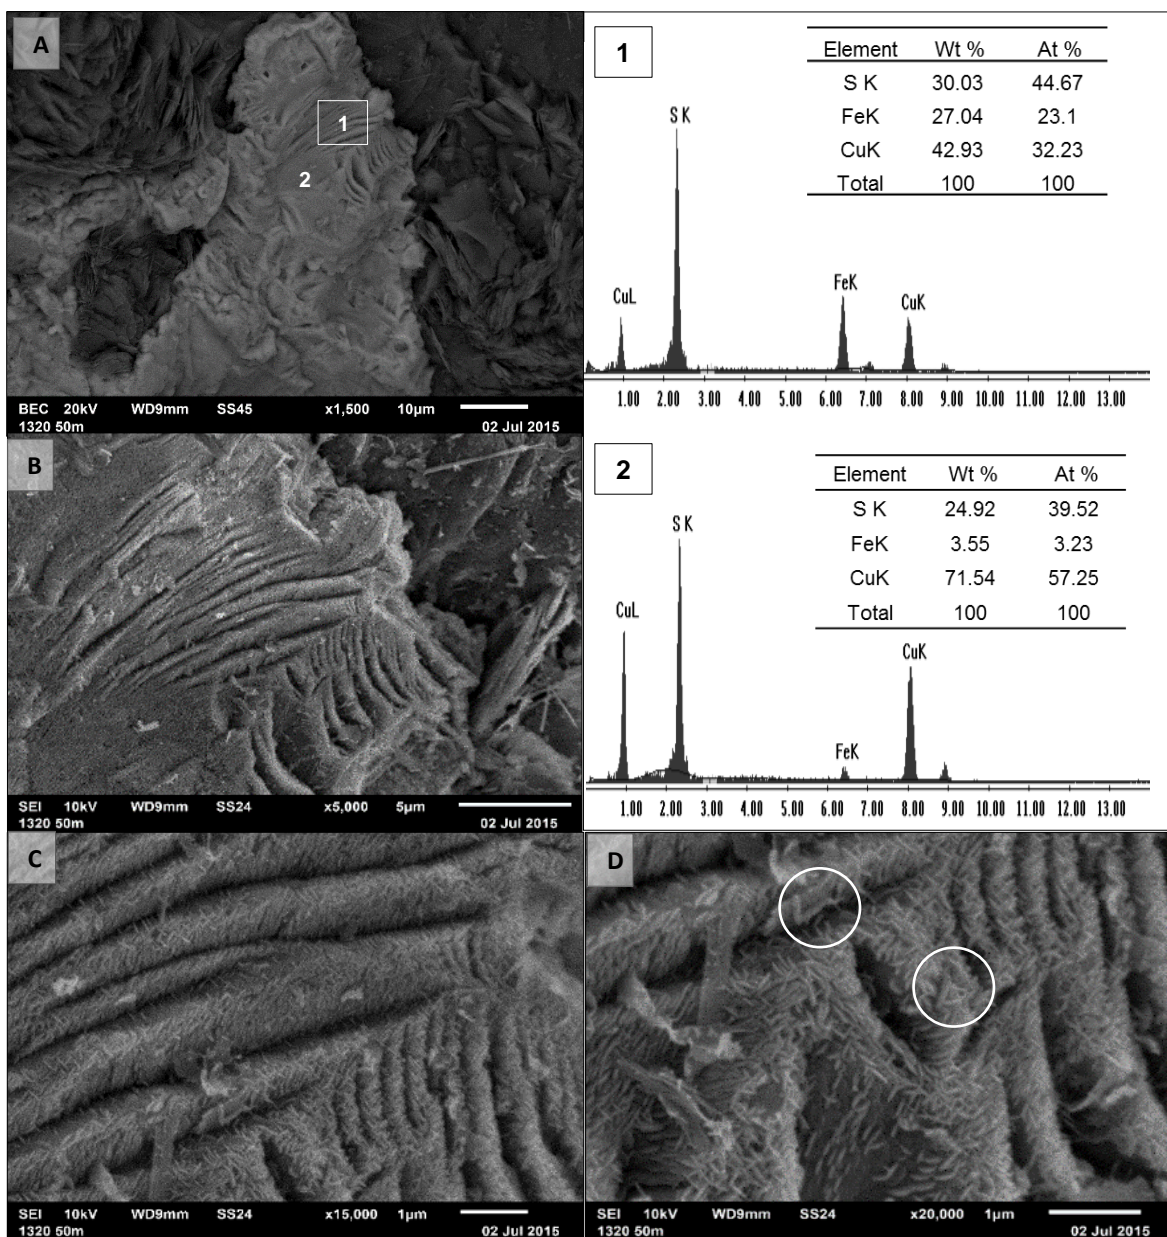 A
1
2
BEC 20kV WD9mm SS45 x1,500 10µm
1320 50m 02 Jul 2015
1
Element Wt % At %
S K 30.03 44.67
FeK 27.04 23.1
CuK 42.93 32.23
Total 100 100
S K
CuL
FeK
CuK
1.00 2.00 3.00 4.00 5.00 6.00 7.00 8.00 9.00 10.00 11.00 12.00 13.00
B
SEI 10kV WD9mm SS24 x5,000 5µm
1320 50m 02 Jul 2015
2
Element Wt % At %
S K 24.92 39.52
FeK 3.55 3.23
CuK 71.54 57.25
Total 100 100
S K
CuL
CuK
FeK
1.00 2.00 3.00 4.00 5.00 6.00 7.00 8.00 9.00 10.00 11.00 12.00 13.00
C
SEI 10kV WD9mm SS24 x15,000 1µm
1320 50m 02 Jul 2015
D
SEI 10kV WD9mm SS24 x20,000 1µm
1320 50m 02 Jul 2015